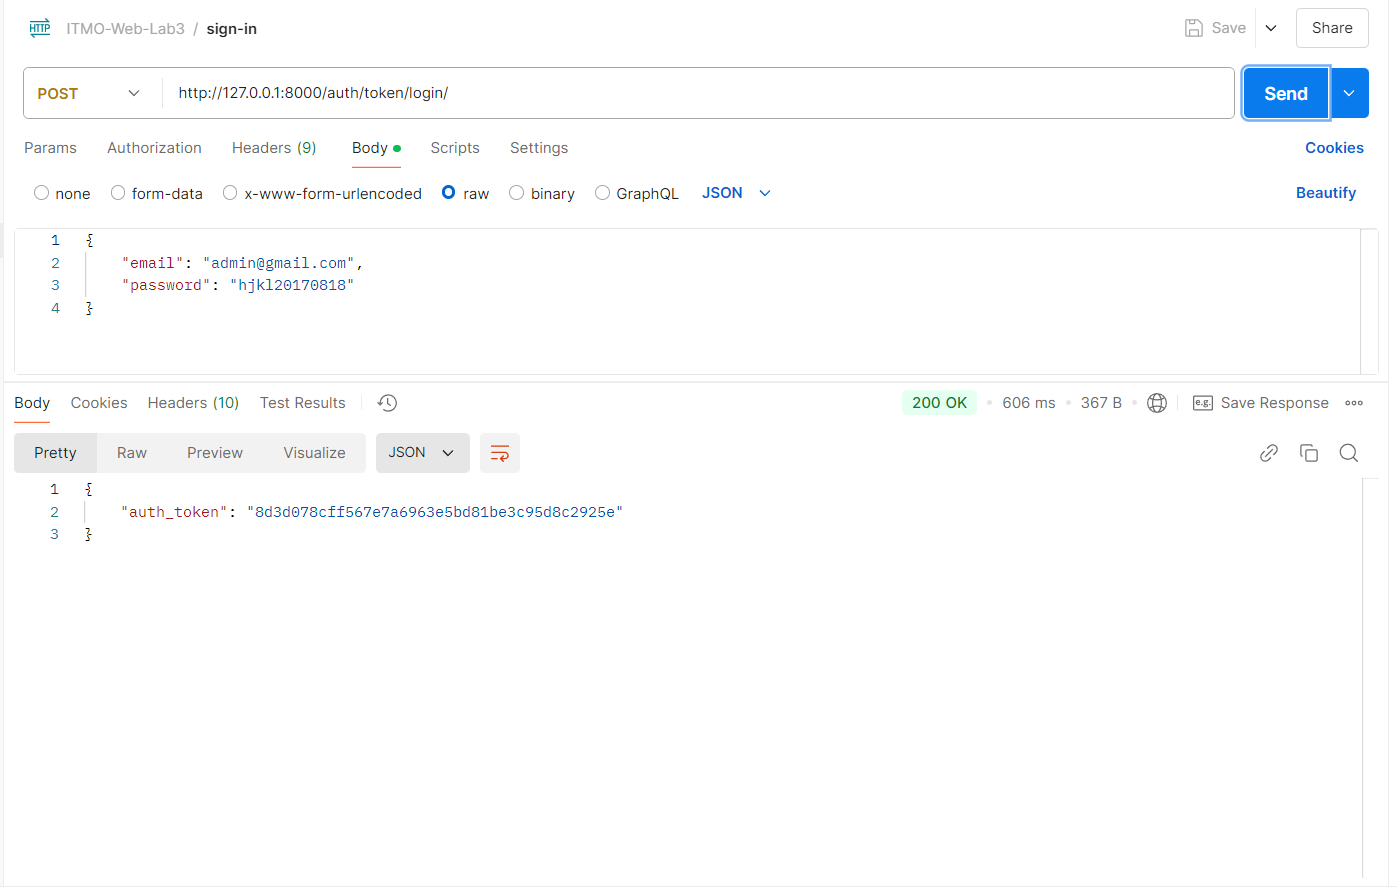 HTTP ITMO-Web-Lab3 / sign-in Save Share
POST http://127.0.0.1:8000/auth/token/login/ Send
Params Authorization Headers (9) Body Scripts Settings Cookies
none form-data x-www-form-urlencoded raw binary GraphQL JSON Beautify
1 {
2 "email": "admin@gmail.com",
3 "password": "hjkl20170818"
4 }
Body Cookies Headers (10) Test Results 200 OK 606 ms 367 B e.g. Save Response
Pretty Raw Preview Visualize JSON
1 {
2 "auth_token": "8d3d078cff567e7a6963e5bd81be3c95d8c2925e"
3 }